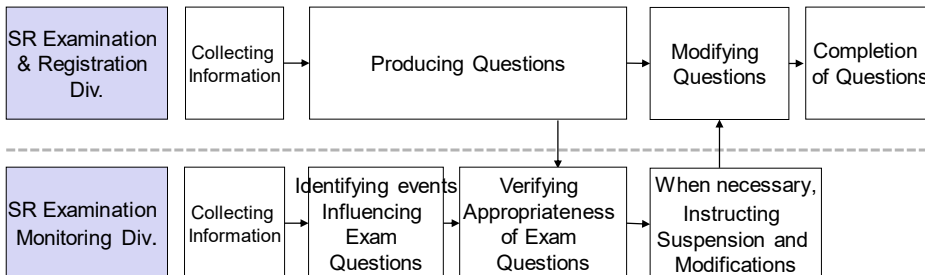 SR Examination
& Registration
Div.
Collecting
Information
Producing Questions
Modifying
Questions
Completion
of Questions
SR Examination
Monitoring Div.
Collecting
Information
Identifying events
Influencing
Exam
Questions
Verifying
Appropriateness
of Exam
Questions
When necessary,
Instructing
Suspension and
Modifications